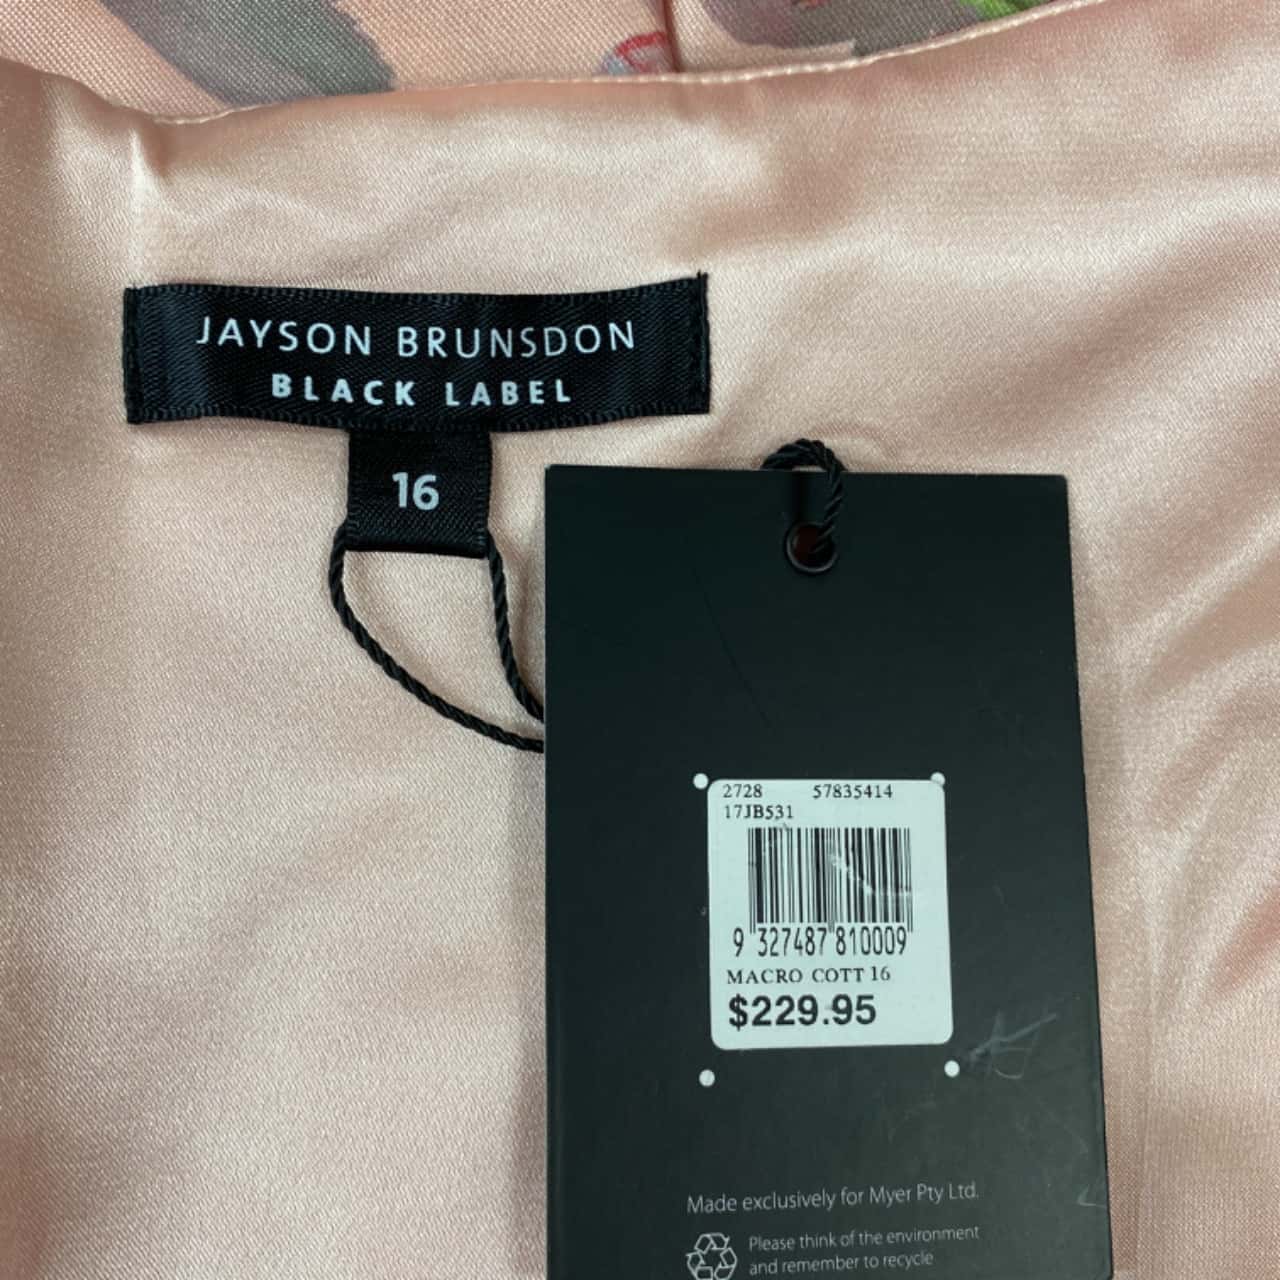 JAYSON BRUNSDON
BLACK LABEL
16
2728 57835414
17JB531
9 327487 810009
MACRO COTT 16
$229.95
Made exclusively for Myer Pty Ltd.
Please think of the environment
and remember to recycle